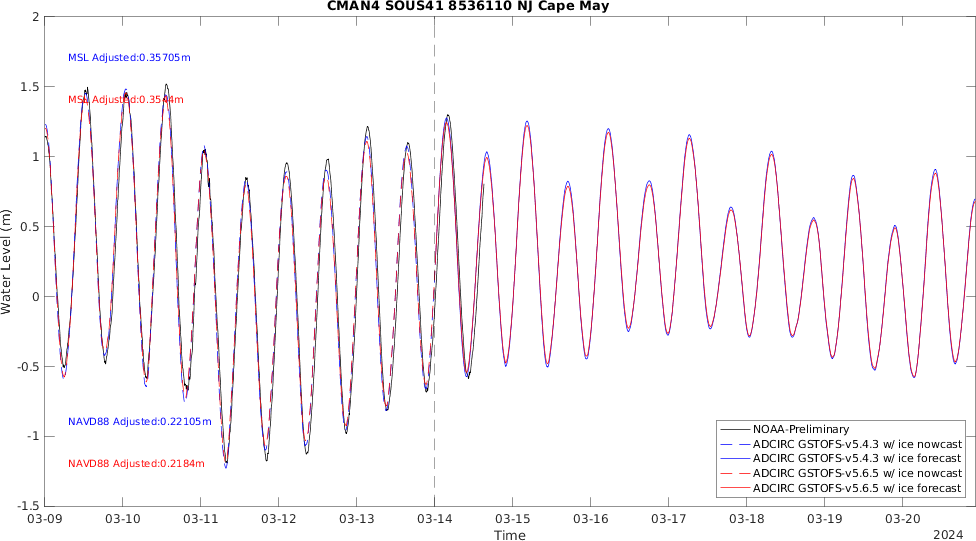 CMAN4 SOUS41 8536110 NJ Cape May
2
1.5
1
0.5
0
-0.5
-1
-1.5
Water Level (m)
MSL Adjusted:0.35705m
MSL Adjusted:0.3544m
NAVD88 Adjusted:0.22105m
NAVD88 Adjusted:0.2184m
NOAA-Preliminary
ADCIRC GSTOFS-v5.4.3 w/ ice nowcast
ADCIRC GSTOFS-v5.4.3 w/ ice forecast
ADCIRC GSTOFS-v5.6.5 w/ ice nowcast
ADCIRC GSTOFS-v5.6.5 w/ ice forecast
03-09 03-10 03-11 03-12 03-13 03-14 03-15 03-16 03-17 03-18 03-19 03-20
Time
2024